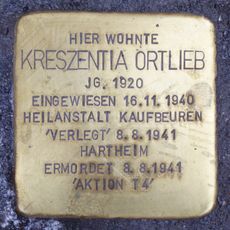 HIER WOHNTE
KRESZENTIA ORTLIEB
JG. 1920
EINGEWIESEN 16.11.1940
HEILANSTALT KAUFBEUREN
'VERLEGT' 8.8.1941
HARTHEIM
ERMORDET 8.8.1941
'AKTION T4'